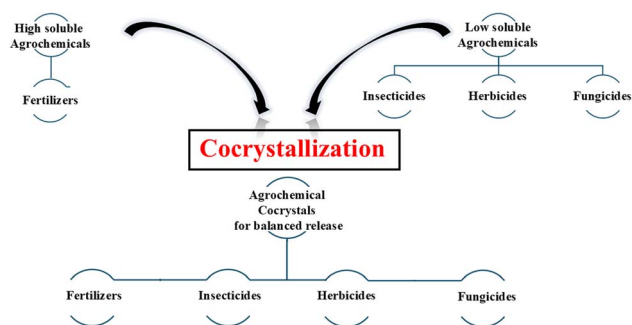 High soluble
Agrochemicals
Fertilizers
Low soluble
Agrochemicals
Insecticides
Herbicides
Fungicides
Cocrystallization
Agrochemical
Cocrystals
for balanced release
Fertilizers
Insecticides
Herbicides
Fungicides